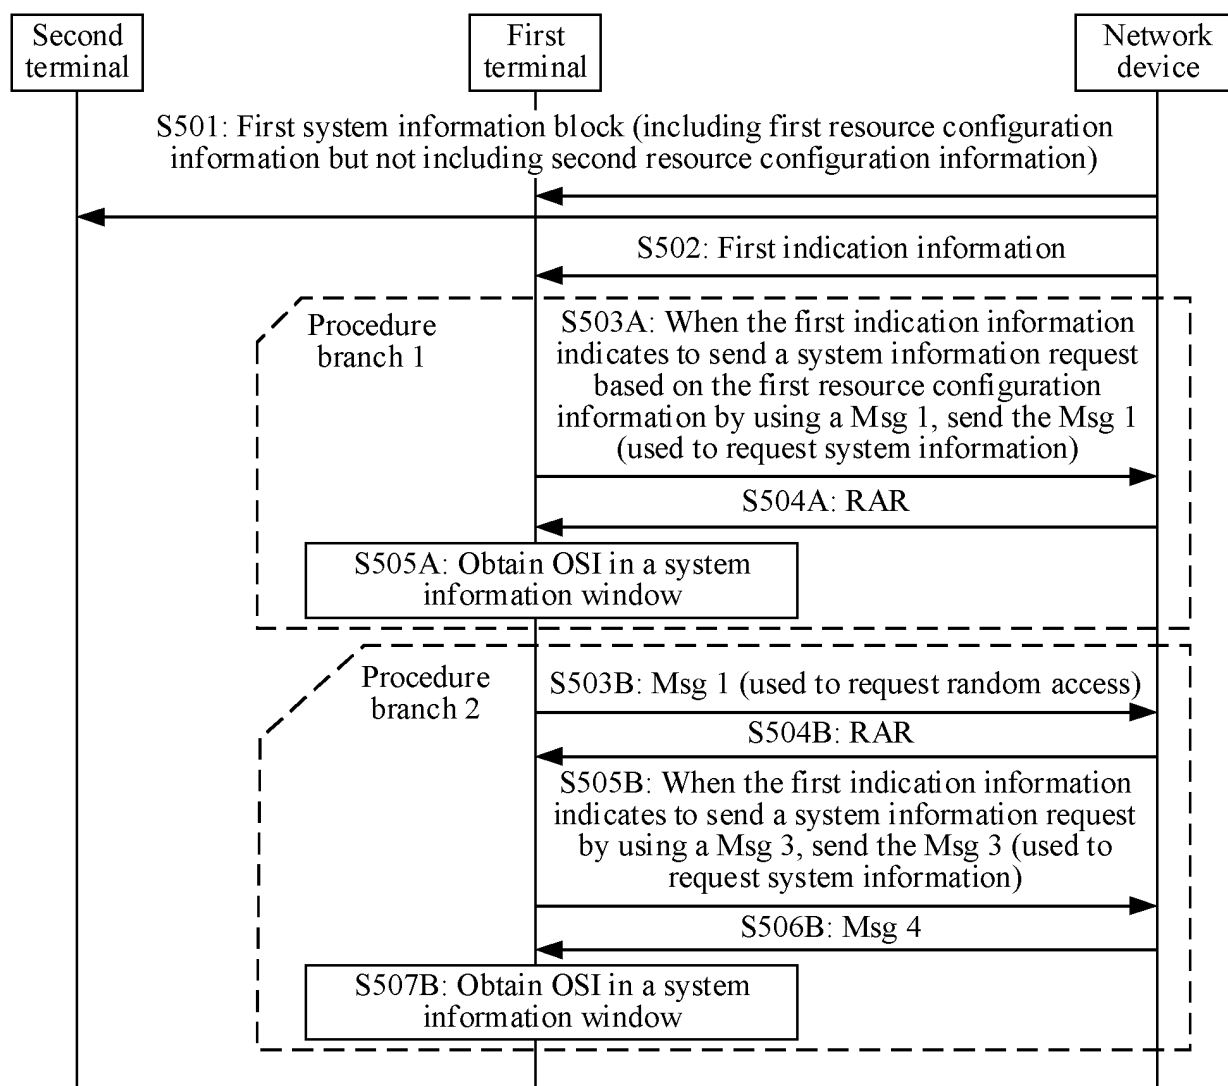 Second
terminal
First
terminal
Network
device
S501: First system information block (including first resource configuration
information but not including second resource configuration information)
S502: First indication information
Procedure
branch 1
S503A: When the first indication information
indicates to send a system information request
based on the first resource configuration
information by using a Msg 1, send the Msg 1
(used to request system information)
S504A: RAR
S505A: Obtain OSI in a system
information window
Procedure
branch 2
S503B: Msg 1 (used to request random access)
S504B: RAR
S505B: When the first indication information
indicates to send a system information request
by using a Msg 3, send the Msg 3 (used to
request system information)
S506B: Msg 4
S507B: Obtain OSI in a system
information window